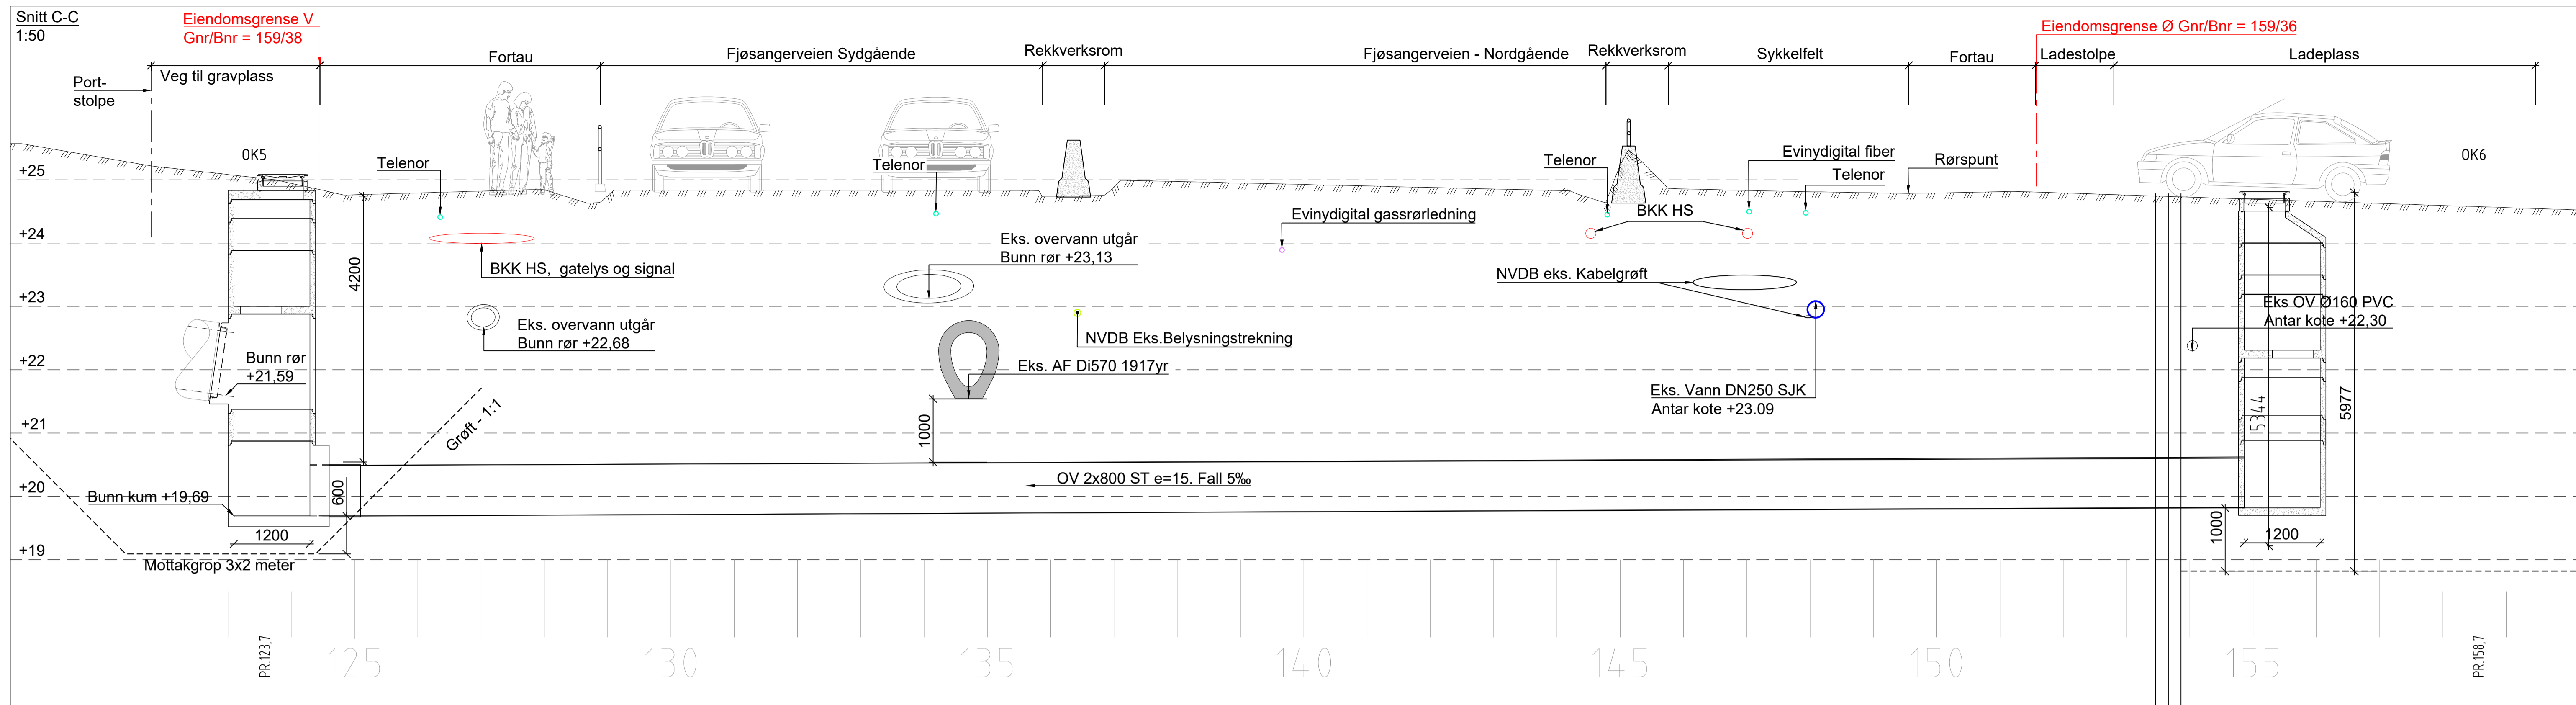 Snitt C-C
1:50
Eiendomsgrense V
Gnr/Bnr = 159/38
Eiendomsgrense Ø Gnr/Bnr = 159/36
Port-
stolpe
Veg til gravplass
Fortau
Fjøsangerveien Sydgående
Rekkverksrom
Fjøsangerveien - Nordgående
Rekkverksrom
Sykkelfelt
Fortau
Ladestolpe
Ladeplass
OK5
OK6
Telenor
Telenor
Telenor
Evinydigital fiber
Telenor
Rørspunt
+25
+24
+23
+22
+21
+20
+19
BKK HS
Evinydigital gassrørledning
BKK HS, gatelys og signal
Eks. overvann utgår
Bunn rør +23,13
NVDB eks. Kabelgrøft
4200
Eks. overvann utgår
Bunn rør +22,68
NVDB Eks.Belysningstrekning
Eks OV Ø160 PVC
Antar kote +22,30
Bunn rør
+21,59
Eks. AF Di570 1917yr
Eks. Vann DN250 SJK
Antar kote +23.09
Grøft - 1:1
1000
5344
5977
OV 2x800 ST e=15. Fall 5‰
Bunn kum +19,69
600
1200
1000
1200
Mottakgrop 3x2 meter
PR.123,7
125
130
135
140
145
150
155
PR.158,7